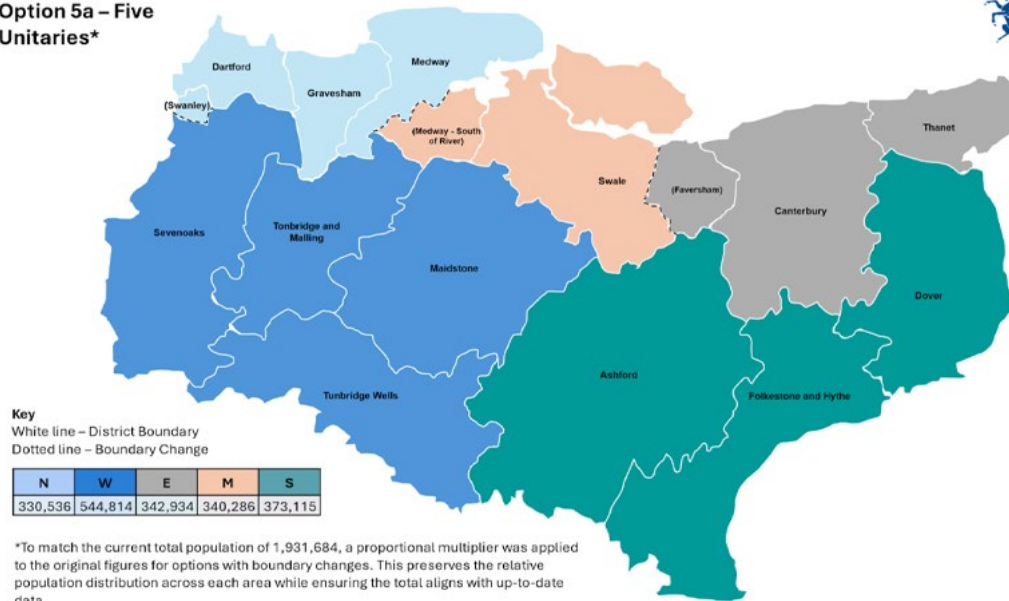 Option 5a – Five
Unitaries*
Medway
Dartford
Gravesham
(Swanley)
(Medway - South
of River)
Thanet
Swale
(Faversham)
Canterbury
Sevenoaks
Tonbridge and
Malling
Maidstone
Dover
Ashford
Tunbridge Wells
Folkestone and Hythe
Key
White line – District Boundary
Dotted line – Boundary Change
N W E M S
330,536 544,814 342,934 340,286 373,115
*To match the current total population of 1,931,684, a proportional multiplier was applied
to the original figures for options with boundary changes. This preserves the relative
population distribution across each area while ensuring the total aligns with up-to-date
data